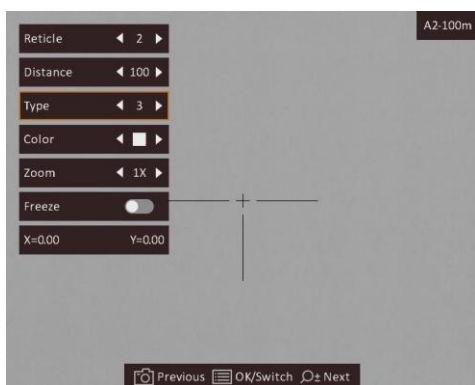 A2-100m
Reticle 2
Distance 100
Type 3
Color
Zoom 1X
Freeze
X=0.00 Y=0.00
Previous OK/Switch Next